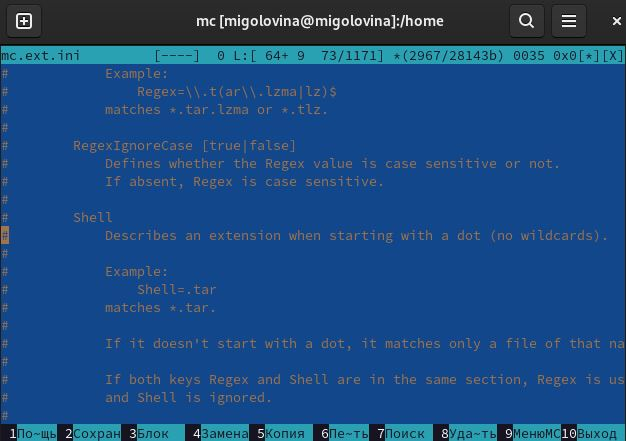 mc [migolovina@migolovina]:/home
mc.ext.ini [----] 0 L:[ 64+ 9 73/1171] *(2967/28143b) 0035 0x0[*][X]
# Example:
# Regex=\\.t(ar\\.lzma|lz)$
# matches *.tar.lzma or *.tlz.
#
# RegexIgnoreCase [true|false]
# Defines whether the Regex value is case sensitive or not.
# If absent, Regex is case sensitive.
#
# Shell
# Describes an extension when starting with a dot (no wildcards).
#
# Example:
# Shell=.tar
# matches *.tar.
#
# If it doesn't start with a dot, it matches only a file of that na
#
# If both keys Regex and Shell are in the same section, Regex is us
# and Shell is ignored.
#
1По~щь 2Сохран 3Блок 4Замена 5Копия 6Пе~ть 7Поиск 8Уда~ть 9МенюMC 10Выход